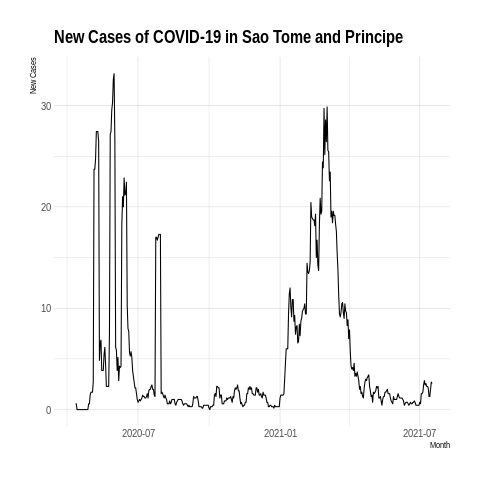 New Cases of COVID-19 in Sao Tome and Principe
New Cases
30
20
10
0
2020-07
2021-01
2021-07
Month